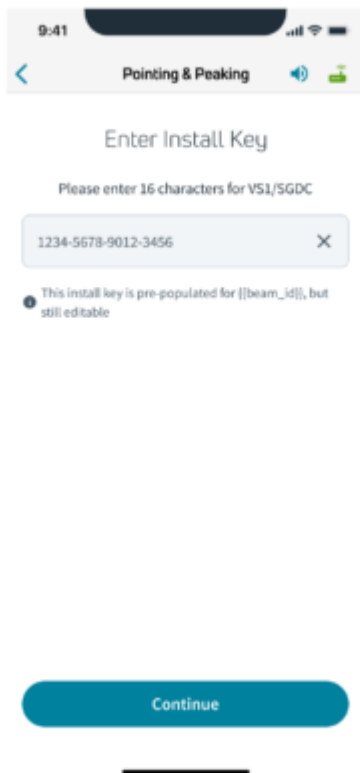 9:41
Pointing & Peaking
Enter Install Key
Please enter 16 characters for VS1/SGDC
1234-5678-9012-3456
This install key is pre-populated for {{beam_id}}, but
still editable
Continue